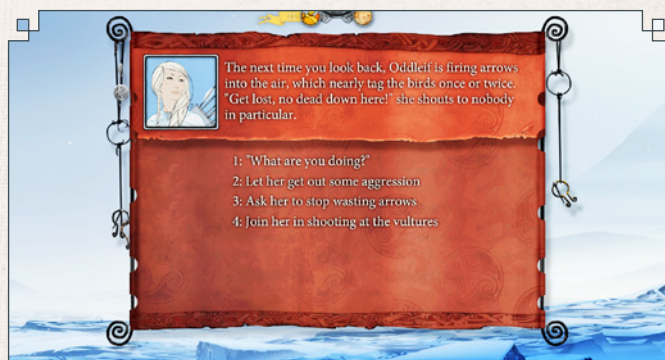 The next time you look back, Oddleif is firing arrows
into the air, which nearly tag the birds once or twice.
"Get lost, no dead down here!" she shouts to nobody
in particular.
1: "What are you doing?"
2: Let her get out some aggression
3: Ask her to stop wasting arrows
4: Join her in shooting at the vultures